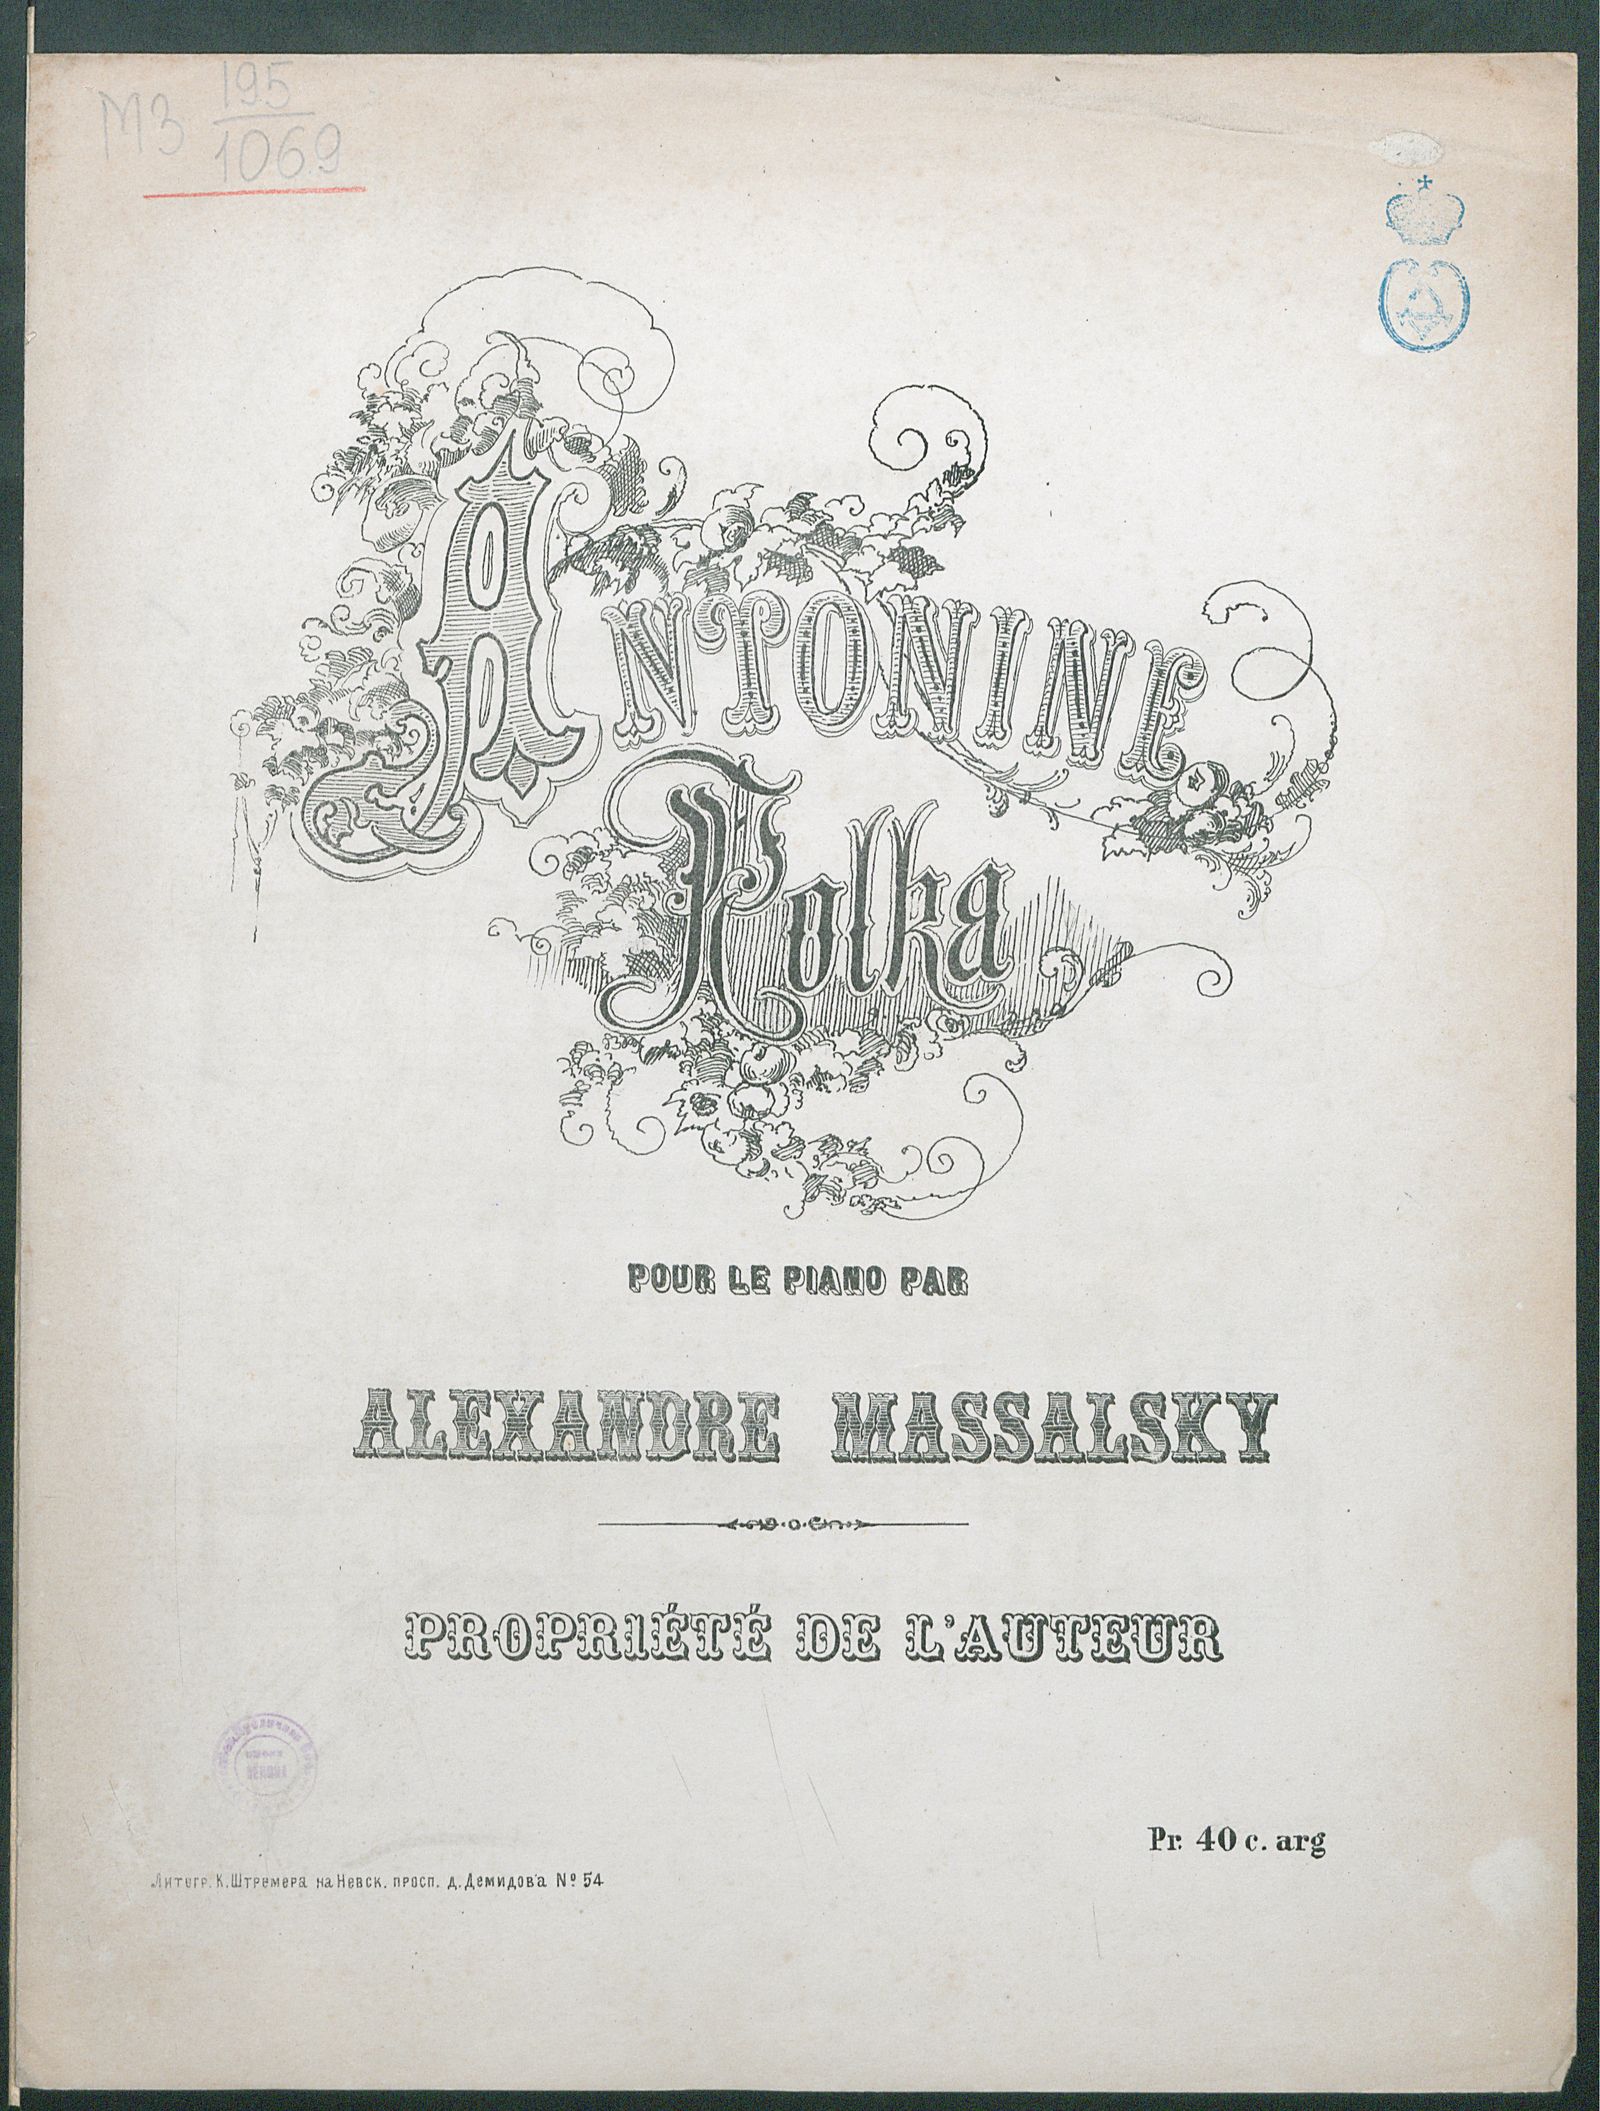 МЗ 195
1069
ANTONINE
Polka
POUR LE PIANO PAR
ALEXANDRE MASSALSKY
PROPRIÉTÉ DE L'AUTEUR
Pr. 40 c. arg
Литогр. К. Штремера на Невск. просп. д. Демидова № 54